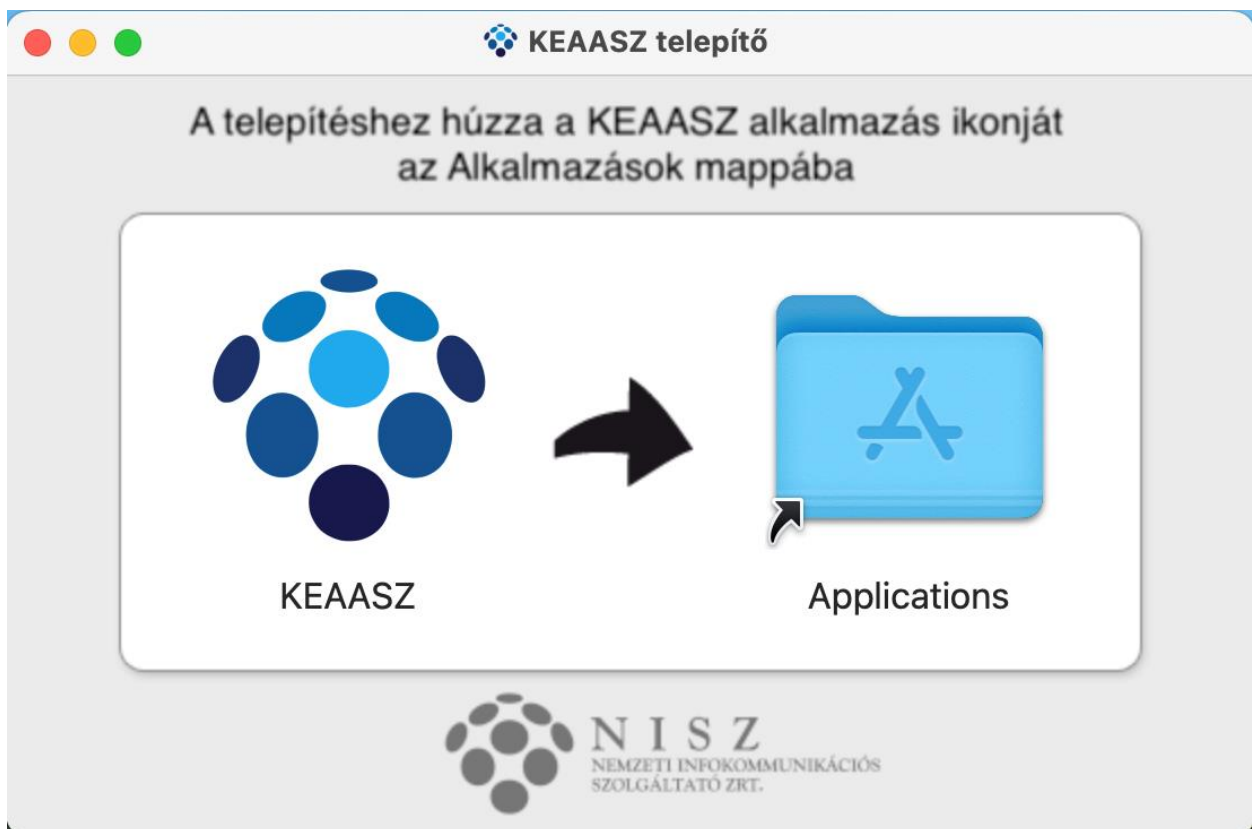 KEAASZ telepítő
A telepítéshez húzza a KEAASZ alkalmazás ikonját
az Alkalmazások mappába
KEAASZ
Applications
NISZ
NEMZETI INFOKOMMUNIKÁCIÓS
SZOLGÁLTATÓ ZRT.